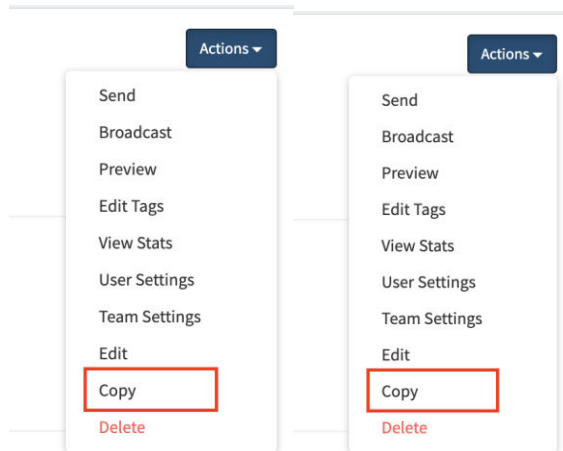 Actions
Send
Broadcast
Preview
Edit Tags
View Stats
User Settings
Team Settings
Edit
Copy
Delete
Actions
Send
Broadcast
Preview
Edit Tags
View Stats
User Settings
Team Settings
Edit
Copy
Delete